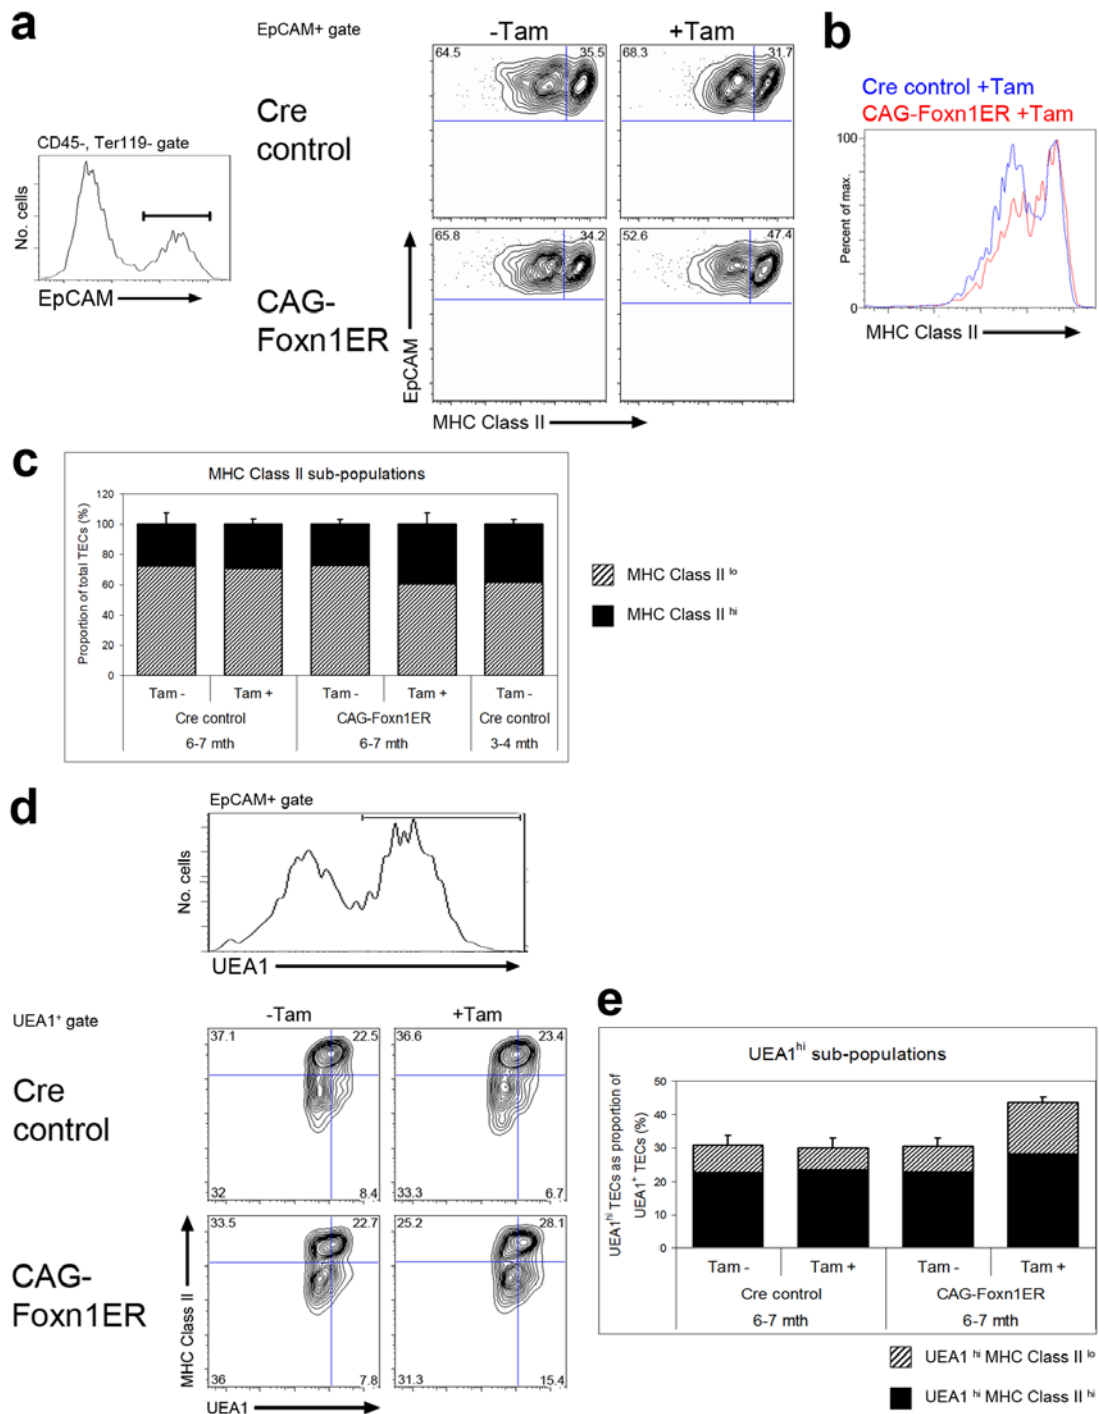 a
EpCAM+ gate
-Tam
+Tam
Cre
control
64.5
35.5
68.3
31.7
CD45-, Ter119- gate
No. cells
EpCAM
CAG-
Foxn1ER
65.8
34.2
52.6
47.4
EpCAM
MHC Class II
b
Cre control +Tam
CAG-Foxn1ER +Tam
100
0
Percent of max.
MHC Class II
c
MHC Class II sub-populations
Proportion of total TECs (%)
120
100
80
60
40
20
0
Tam - Tam + Tam - Tam + Tam -
Cre control CAG-Foxn1ER Cre control
6-7 mth 6-7 mth 3-4 mth
MHC Class II lo
MHC Class II hi
d
EpCAM+ gate
No. cells
UEA1
UEA1+ gate
-Tam
+Tam
Cre
control
37.1
22.5
36.6
23.4
32
8.4
33.3
6.7
CAG-
Foxn1ER
33.5
22.7
25.2
28.1
36
7.8
31.3
15.4
MHC Class II
UEA1
e
UEA1hi sub-populations
UEA1hi TECs as proportion of
UEA1+ TECs (%)
50
40
30
20
10
0
Tam - Tam + Tam - Tam +
Cre control CAG-Foxn1ER
6-7 mth 6-7 mth
UEA1 hi MHC Class II lo
UEA1 hi MHC Class II hi